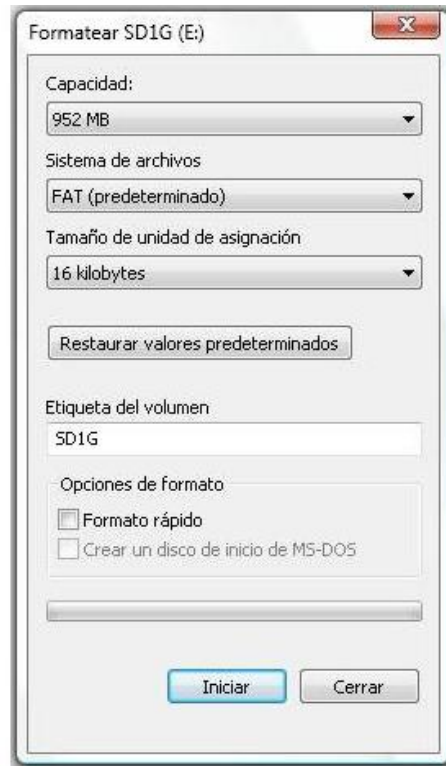 Formatear SD1G (E:)
Capacidad:
952 MB
Sistema de archivos
FAT (predeterminado)
Tamaño de unidad de asignación
16 kilobytes
Restaurar valores predeterminados
Etiqueta del volumen
SD1G
Opciones de formato
Formato rápido
Crear un disco de inicio de MS-DOS
Iniciar
Cerrar